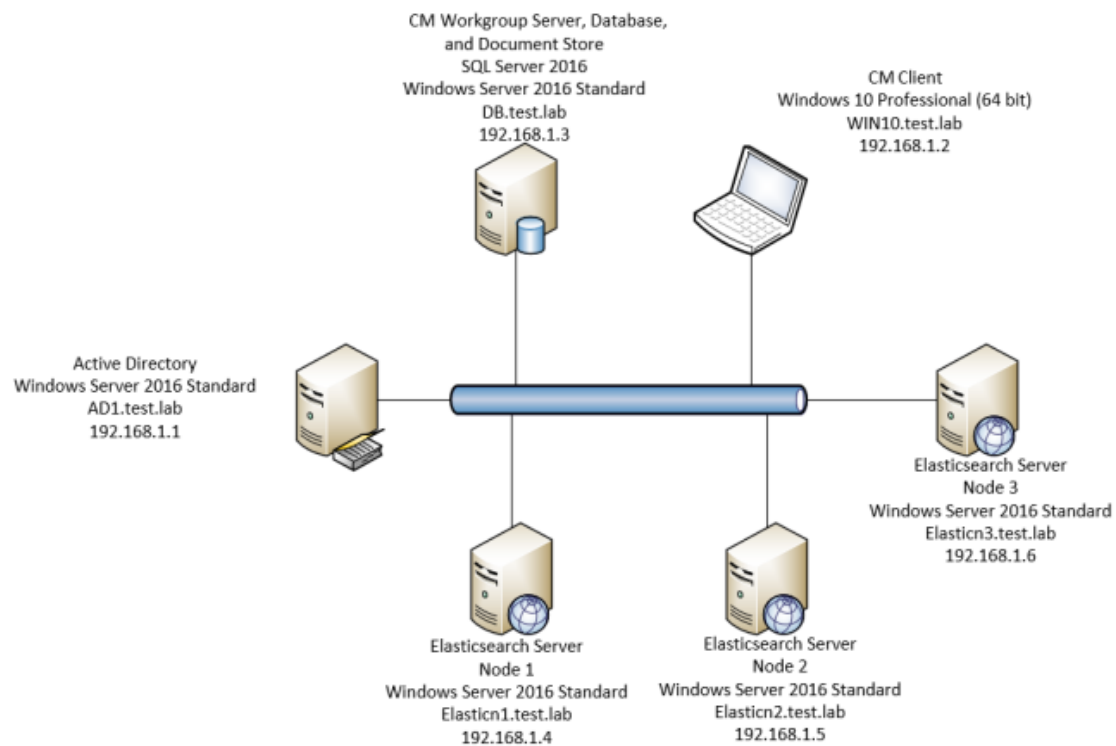 CM Workgroup Server, Database,
and Document Store
SQL Server 2016
Windows Server 2016 Standard
DB.test.lab
192.168.1.3
CM Client
Windows 10 Professional (64 bit)
WIN10.test.lab
192.168.1.2
Active Directory
Windows Server 2016 Standard
AD1.test.lab
192.168.1.1
Elasticsearch Server
Node 3
Windows Server 2016 Standard
Elasticn3.test.lab
192.168.1.6
Elasticsearch Server
Node 1
Windows Server 2016 Standard
Elasticn1.test.lab
192.168.1.4
Elasticsearch Server
Node 2
Windows Server 2016 Standard
Elasticn2.test.lab
192.168.1.5